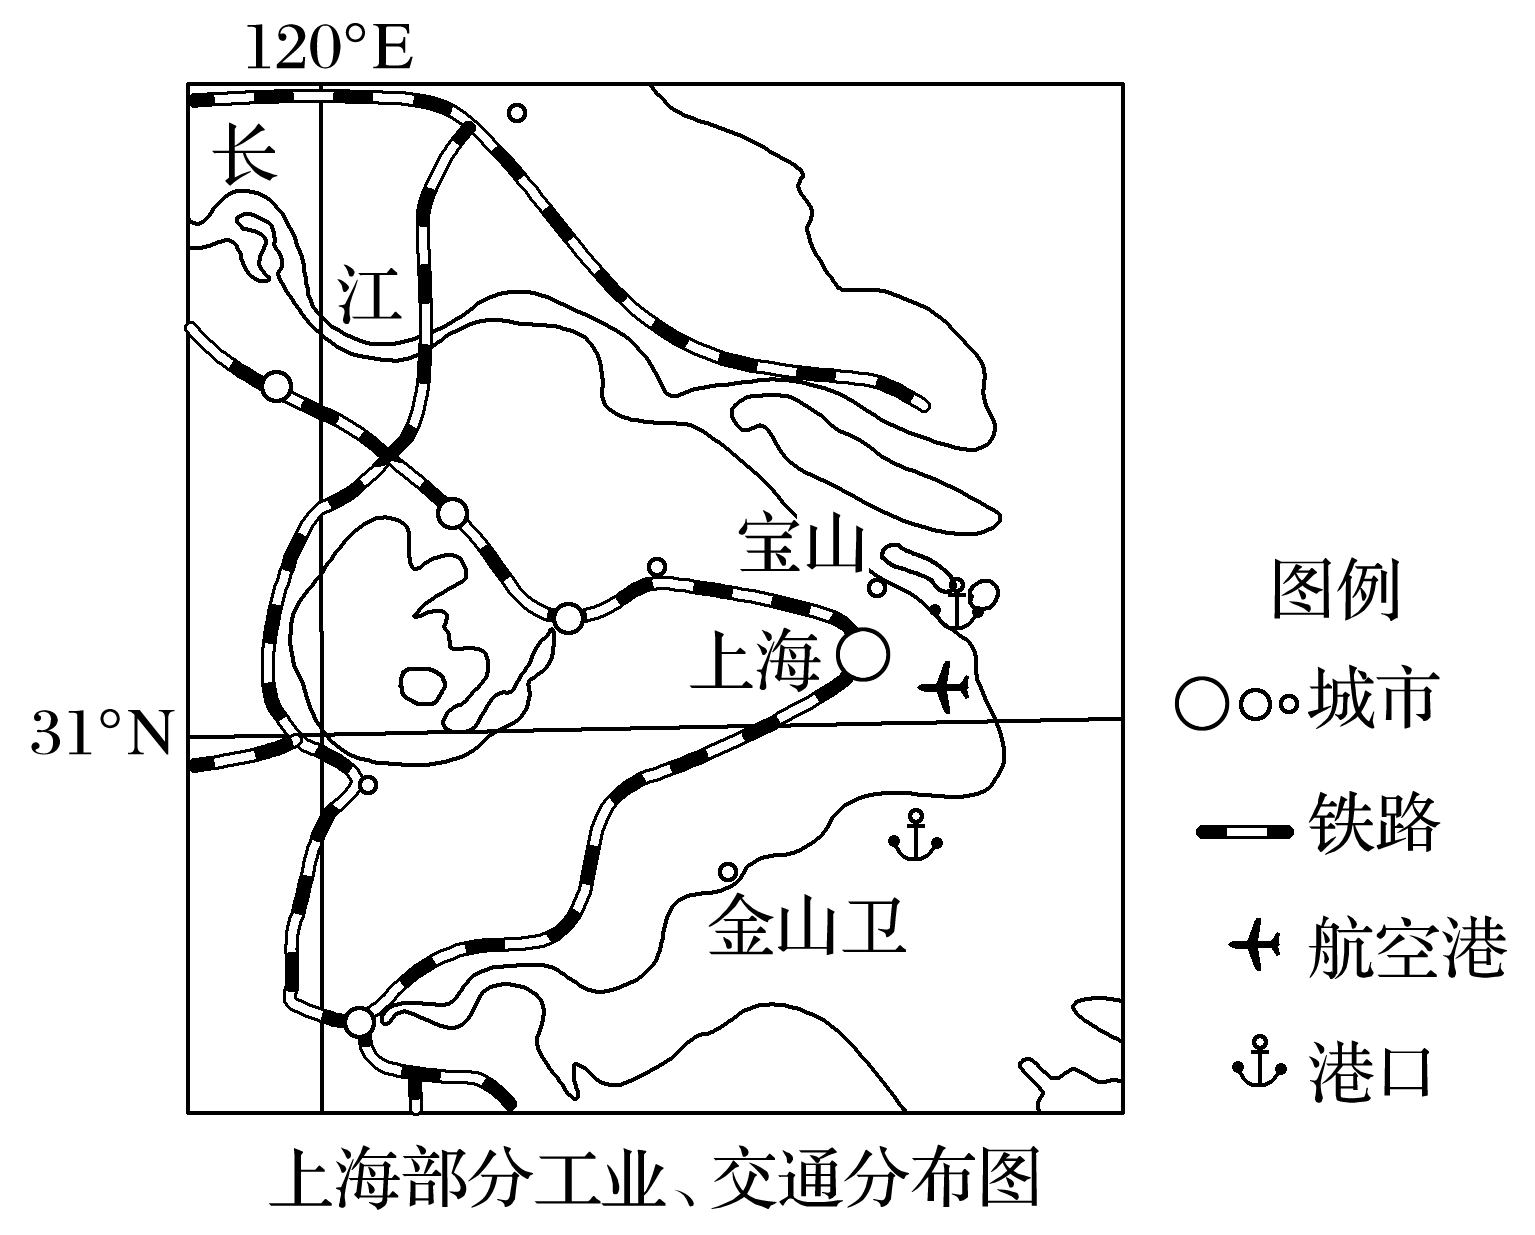 120°E
长
江
宝山
上海
31°N
金山卫
图例
城市
铁路
航空港
港口
上海部分工业、交通分布图